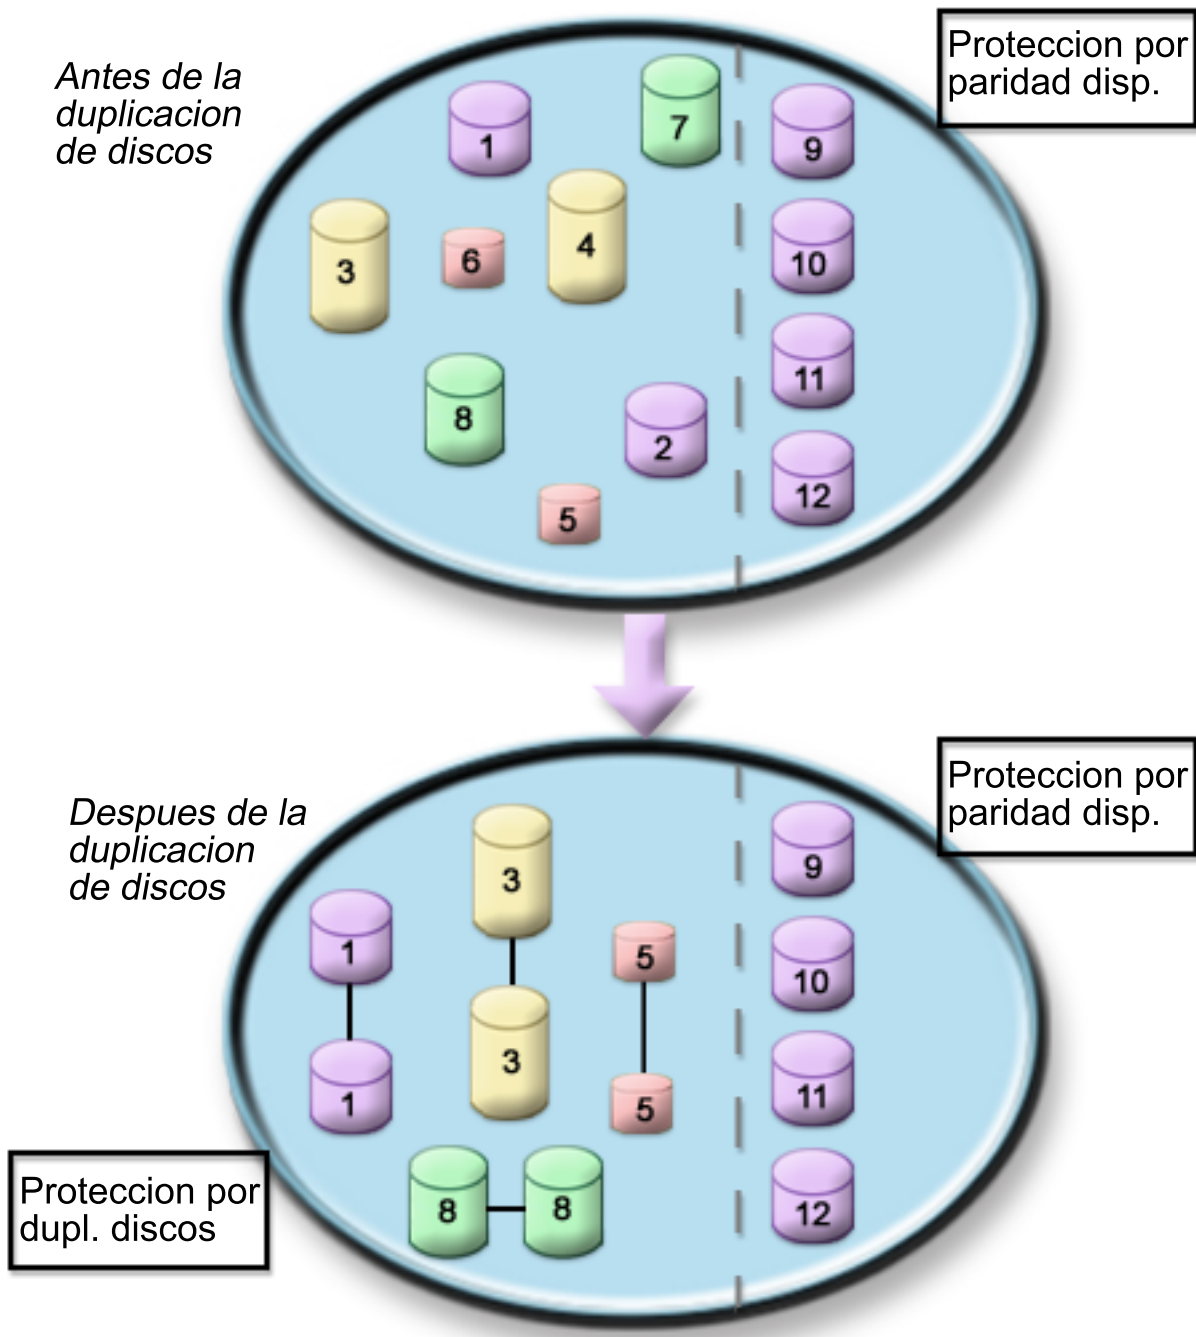 Antes de la
duplicacion
de discos
Proteccion por
paridad disp.
1
7
9
3
6
4
10
8
2
11
5
12
Despues de la
duplicacion
de discos
Proteccion por
paridad disp.
3
9
1
5
10
3
1
5
11
Proteccion por
dupl. discos
8
8
12